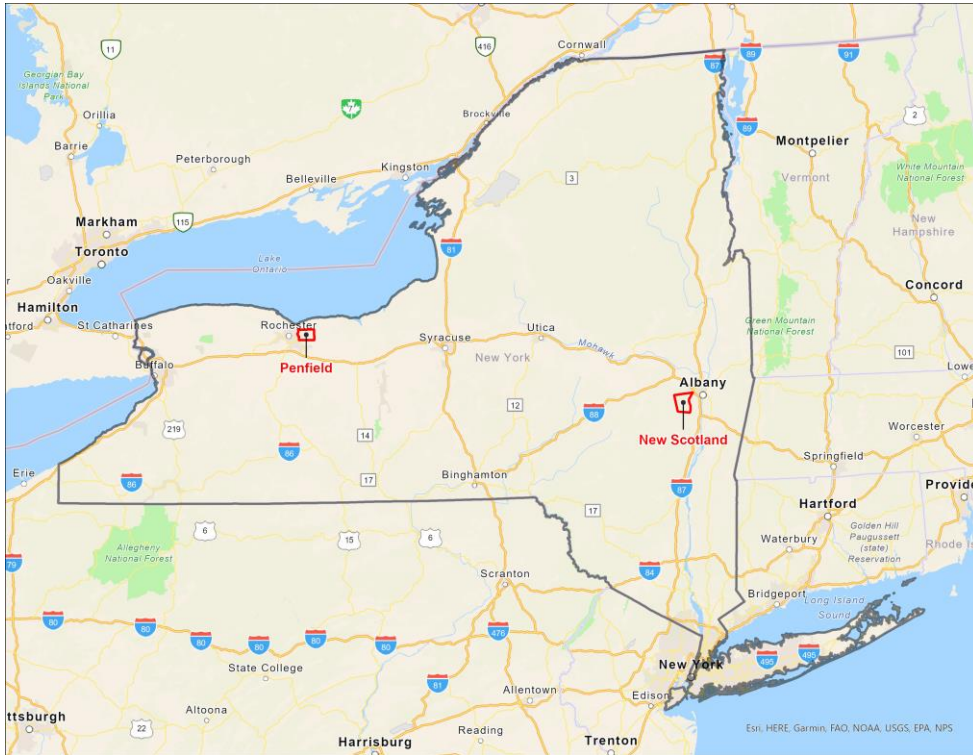 11
416
Cornwall
87
89
91
Georgian Bay
Islands National
Park
Orillia
7
Brockville
89
2
Barrie
Montpelier
Peterborough
Kingston
Belleville
3
Vermont
White Mountain
National Forest
115
Markham
Toronto
Lake
Ontario
81
New
Hampshire
Oakville
Hamilton
Concord
St Catharines
Rochester
Utica
Green Mountain
National Forest
Syracuse
Mohawk
New York
101
Penfield
Buffalo
Albany
12
88
219
14
New Scotland
Worcester
86
Springfield
Erie
86
17
Binghamton
87
17
Hartford
6
15
6
Golden Hill
Paugussett
(state)
Reservation
Waterbury
Allegheny
National Forest
79
84
Scranton
Bridgeport
Long Island
Sound
80
80
80
80
80
476
State College
New York
495
495
81
Allentown
Edison
Altoona
22
Reading
Harrisburg
Trenton
Esri, HERE, Garmin, FAO, NOAA, USGS, EPA, NPS